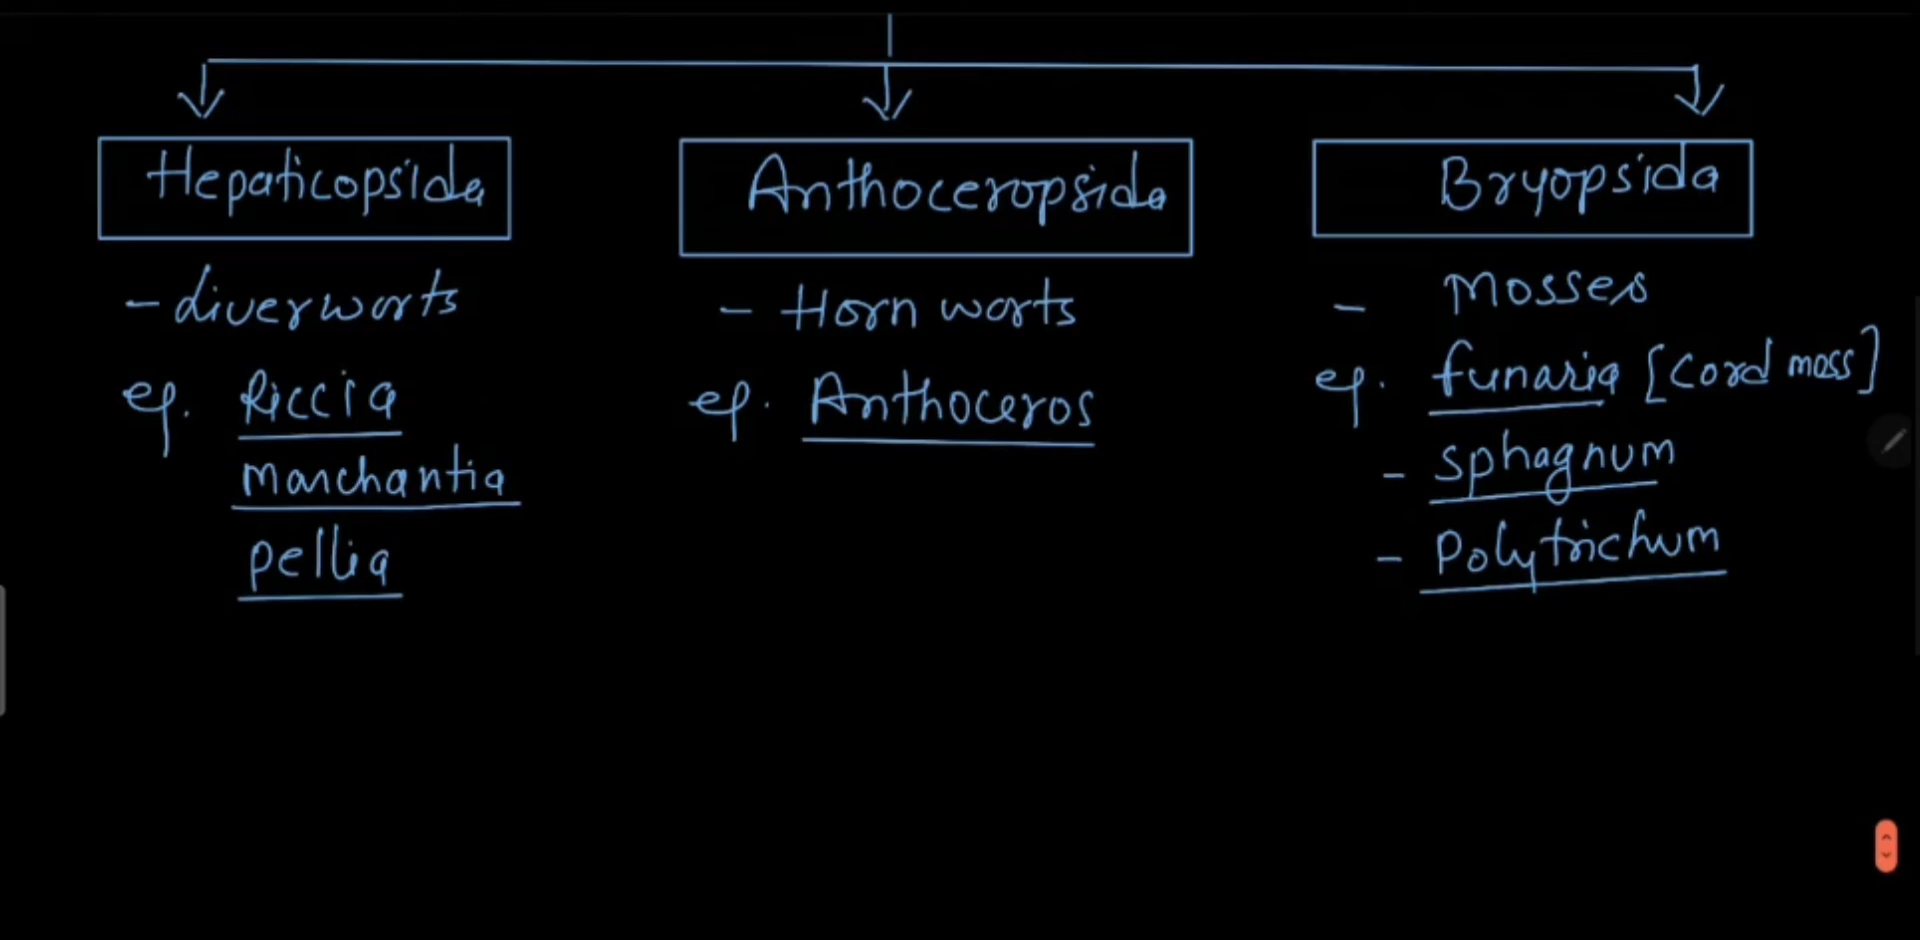 Hepaticopsida
Anthoceropsida
Bryopsida
- Liverworts
- Horn worts
- Mosses
eg. Riccia
Marchantia
pellia
eg. Anthoceros
eg. funaria [Cord moss]
- Sphagnum
- Polytrichum